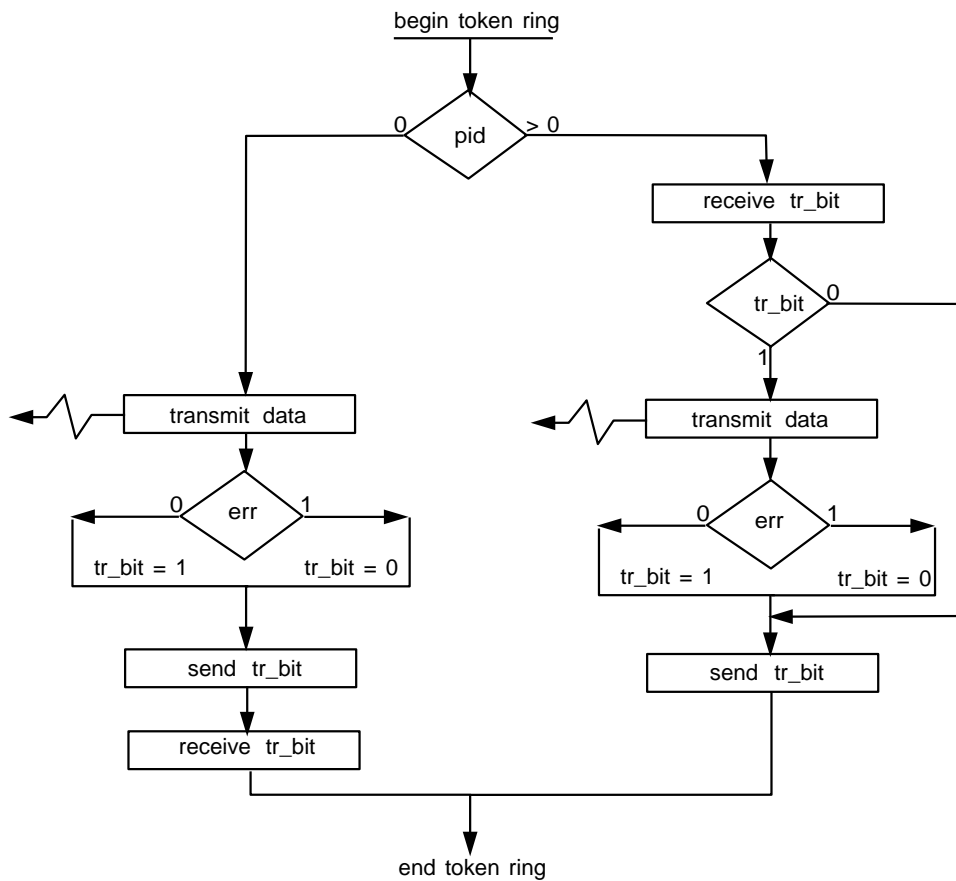 begin token ring
0
pid
> 0
receive tr_bit
tr_bit
0
1
transmit data
transmit data
0
err
1
0
err
1
tr_bit = 1
tr_bit = 0
tr_bit = 1
tr_bit = 0
send tr_bit
send tr_bit
receive tr_bit
end token ring